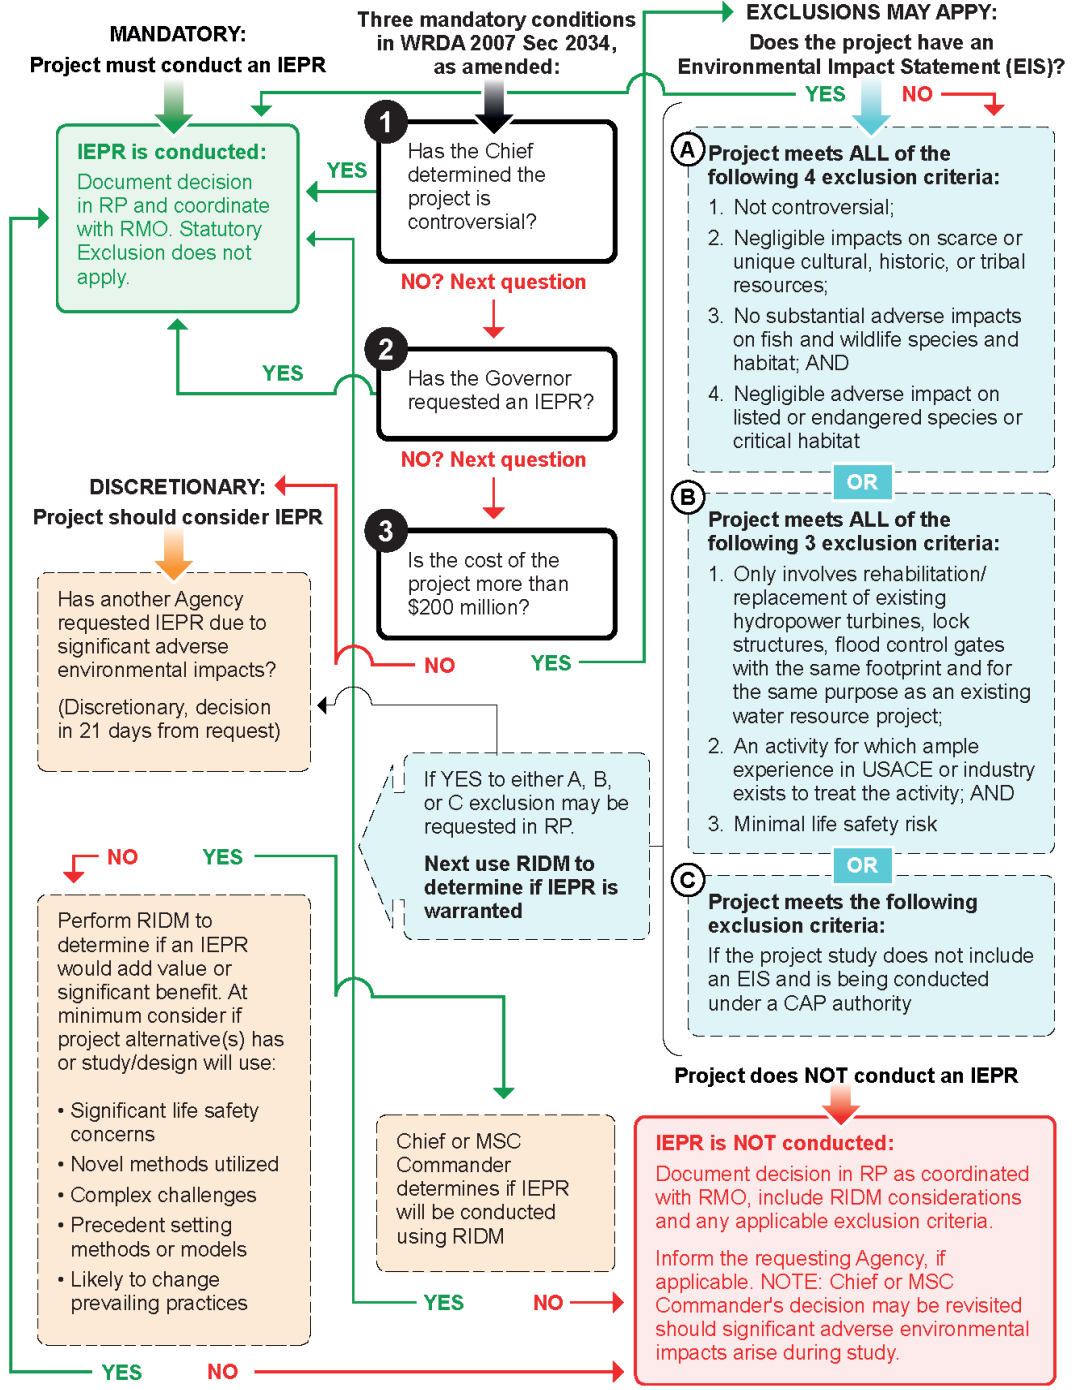 MANDATORY:
Project must conduct an IEPR
Three mandatory conditions
in WRDA 2007 Sec 2034,
as amended:
EXCLUSIONS MAY APPLY:
Does the project have an
Environmental Impact Statement (EIS)?
YES
NO
IEPR is conducted:
Document decision
in RP and coordinate
with RMO. Statutory
Exclusion does not
apply.
YES
1
Has the Chief
determined the
project is
controversial?
NO? Next question
2
Has the Governor
requested an IEPR?
YES
NO? Next question
3
Is the cost of the
project more than
$200 million?
NO
YES
A
Project meets ALL of the
following 4 exclusion criteria:
1. Not controversial;
2. Negligible impacts on scarce or
unique cultural, historic, or tribal
resources;
3. No substantial adverse impacts
on fish and wildlife species and
habitat; AND
4. Negligible adverse impact on
listed or endangered species or
critical habitat
OR
B
Project meets ALL of the
following 3 exclusion criteria:
1. Only involves rehabilitation/
replacement of existing
hydropower turbines, lock
structures, flood control gates
with the same footprint and for
the same purpose as an existing
water resource project;
2. An activity for which ample
experience in USACE or industry
exists to treat the activity; AND
3. Minimal life safety risk
OR
C
Project meets the following
exclusion criteria:
If the project study does not include
an EIS and is being conducted
under a CAP authority
If YES to either A, B,
or C exclusion may be
requested in RP.
Next use RIDM to
determine if IEPR is
warranted
DISCRETIONARY:
Project should consider IEPR
Has another Agency
requested IEPR due to
significant adverse
environmental impacts?
(Discretionary, decision
in 21 days from request)
NO
YES
Perform RIDM to
determine if an IEPR
would add value or
significant benefit. At
minimum consider if
project alternative(s) has
or study/design will use:
• Significant life safety
concerns
• Novel methods utilized
• Complex challenges
• Precedent setting
methods or models
• Likely to change
prevailing practices
Chief or MSC
Commander
determines if IEPR
will be conducted
using RIDM
YES
NO
YES
NO
Project does NOT conduct an IEPR
IEPR is NOT conducted:
Document decision in RP as coordinated
with RMO, include RIDM considerations
and any applicable exclusion criteria.
Inform the requesting Agency, if
applicable. NOTE: Chief or MSC
Commander's decision may be revisited
should significant adverse environmental
impacts arise during study.